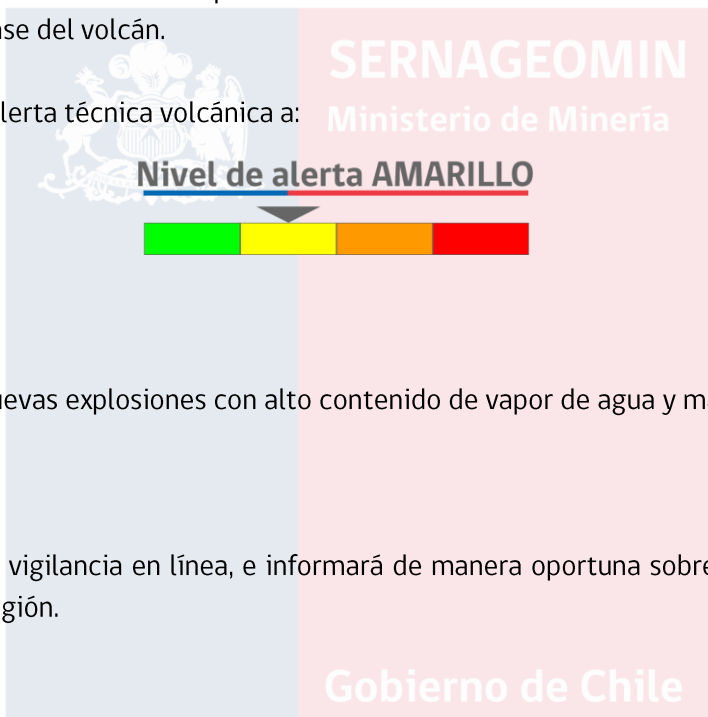 se del volcán.
SERNAGEOMIN
lerta técnica volcánica a:
Ministerio de Minería
Nivel de alerta AMARILLO
evas explosiones con alto contenido de vapor de agua y m
vigilancia en línea, e informará de manera oportuna sobre
gión.
Gobierno de Chile